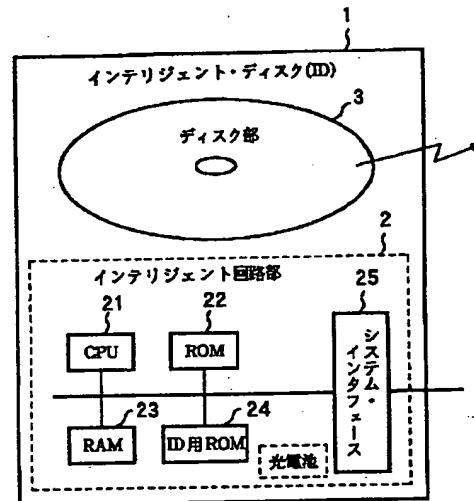 1
インテリジェント・ディスク(ID)
3
ディスク部
2
インテリジェント回路部
21
22
25
CPU
ROM
システム・
インタフェース
23
24
RAM
ID用ROM
光電池